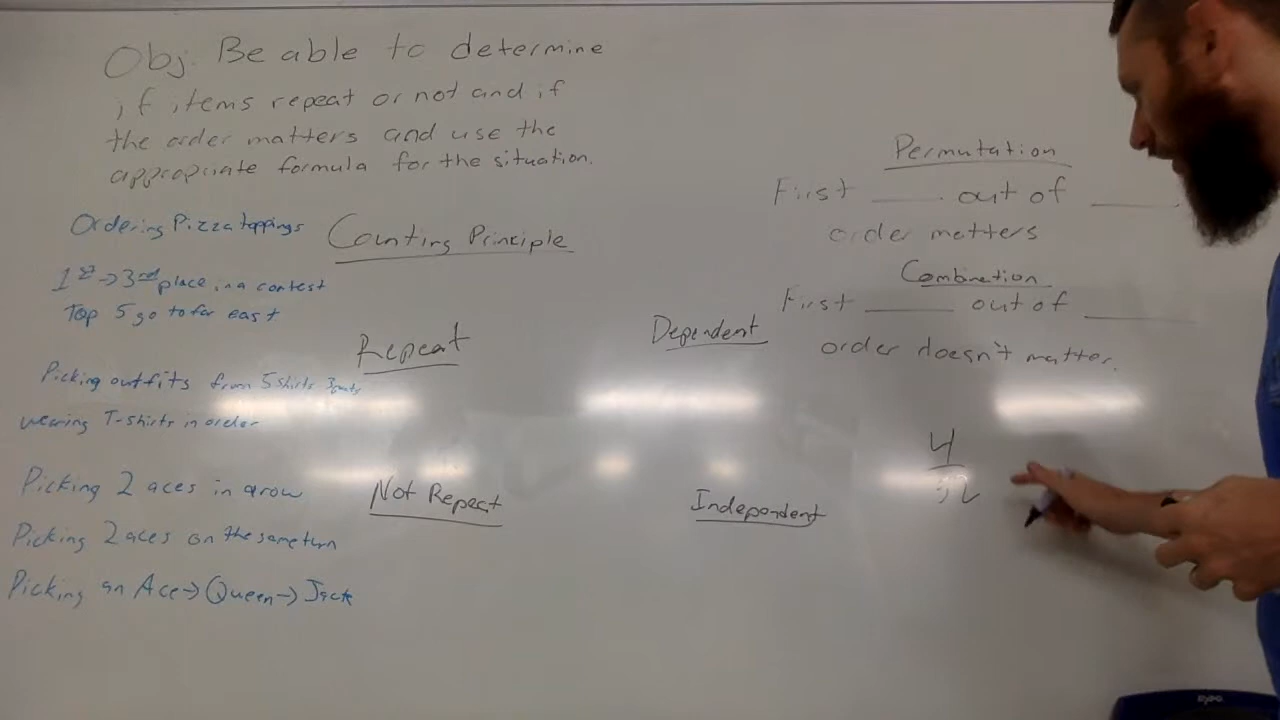 Obj: Be able to determine
if items repeat or not and if
the order matters and use the
appropriate formula for the situation.
Ordering Pizza toppings
Counting Principle
1st → 3rd place in a contest
Top 5 go to far east
Repeat
Picking outfits from 5 shirts 3 pants
wearing T-shirts in order
Picking 2 aces in a row
Not Repeat
Picking 2 aces on the same turn
Picking an Ace → Queen → Jack
Dependent
Independent
Permutation
First ____ out of ____
order matters
Combination
First ____ out of ____
order doesn't matter.
4
expo